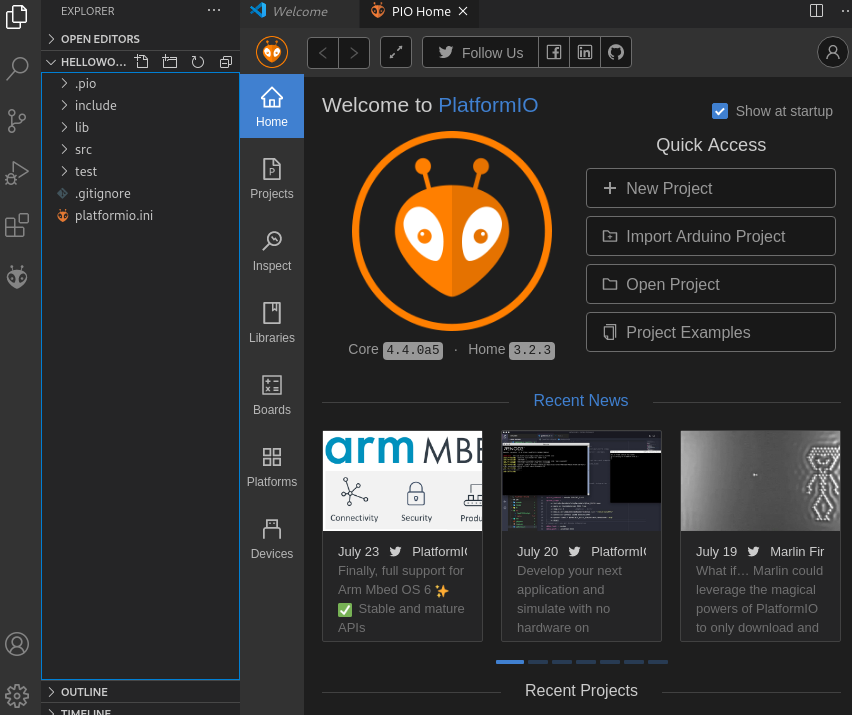 EXPLORER
Welcome
PIO Home
OPEN EDITORS
HELLOWO...
.pio
include
lib
src
test
.gitignore
platformio.ini
OUTLINE
TIMELINE
Follow Us
Home
Projects
Inspect
Libraries
Boards
Platforms
Devices
Welcome to PlatformIO
Show at startup
Core 4.4.0a5 · Home 3.2.3
Quick Access
New Project
Import Arduino Project
Open Project
Project Examples
Recent News
arm MBE
Connectivity Security Produ
July 23 PlatformIO
Finally, full support for
Arm Mbed OS 6 ✨
✅ Stable and mature
APIs
July 20 PlatformIO
Develop your next
application and
simulate with no
hardware on
July 19 Marlin Fir
What if… Marlin could
leverage the magical
powers of PlatformIO
to only download and
Recent Projects